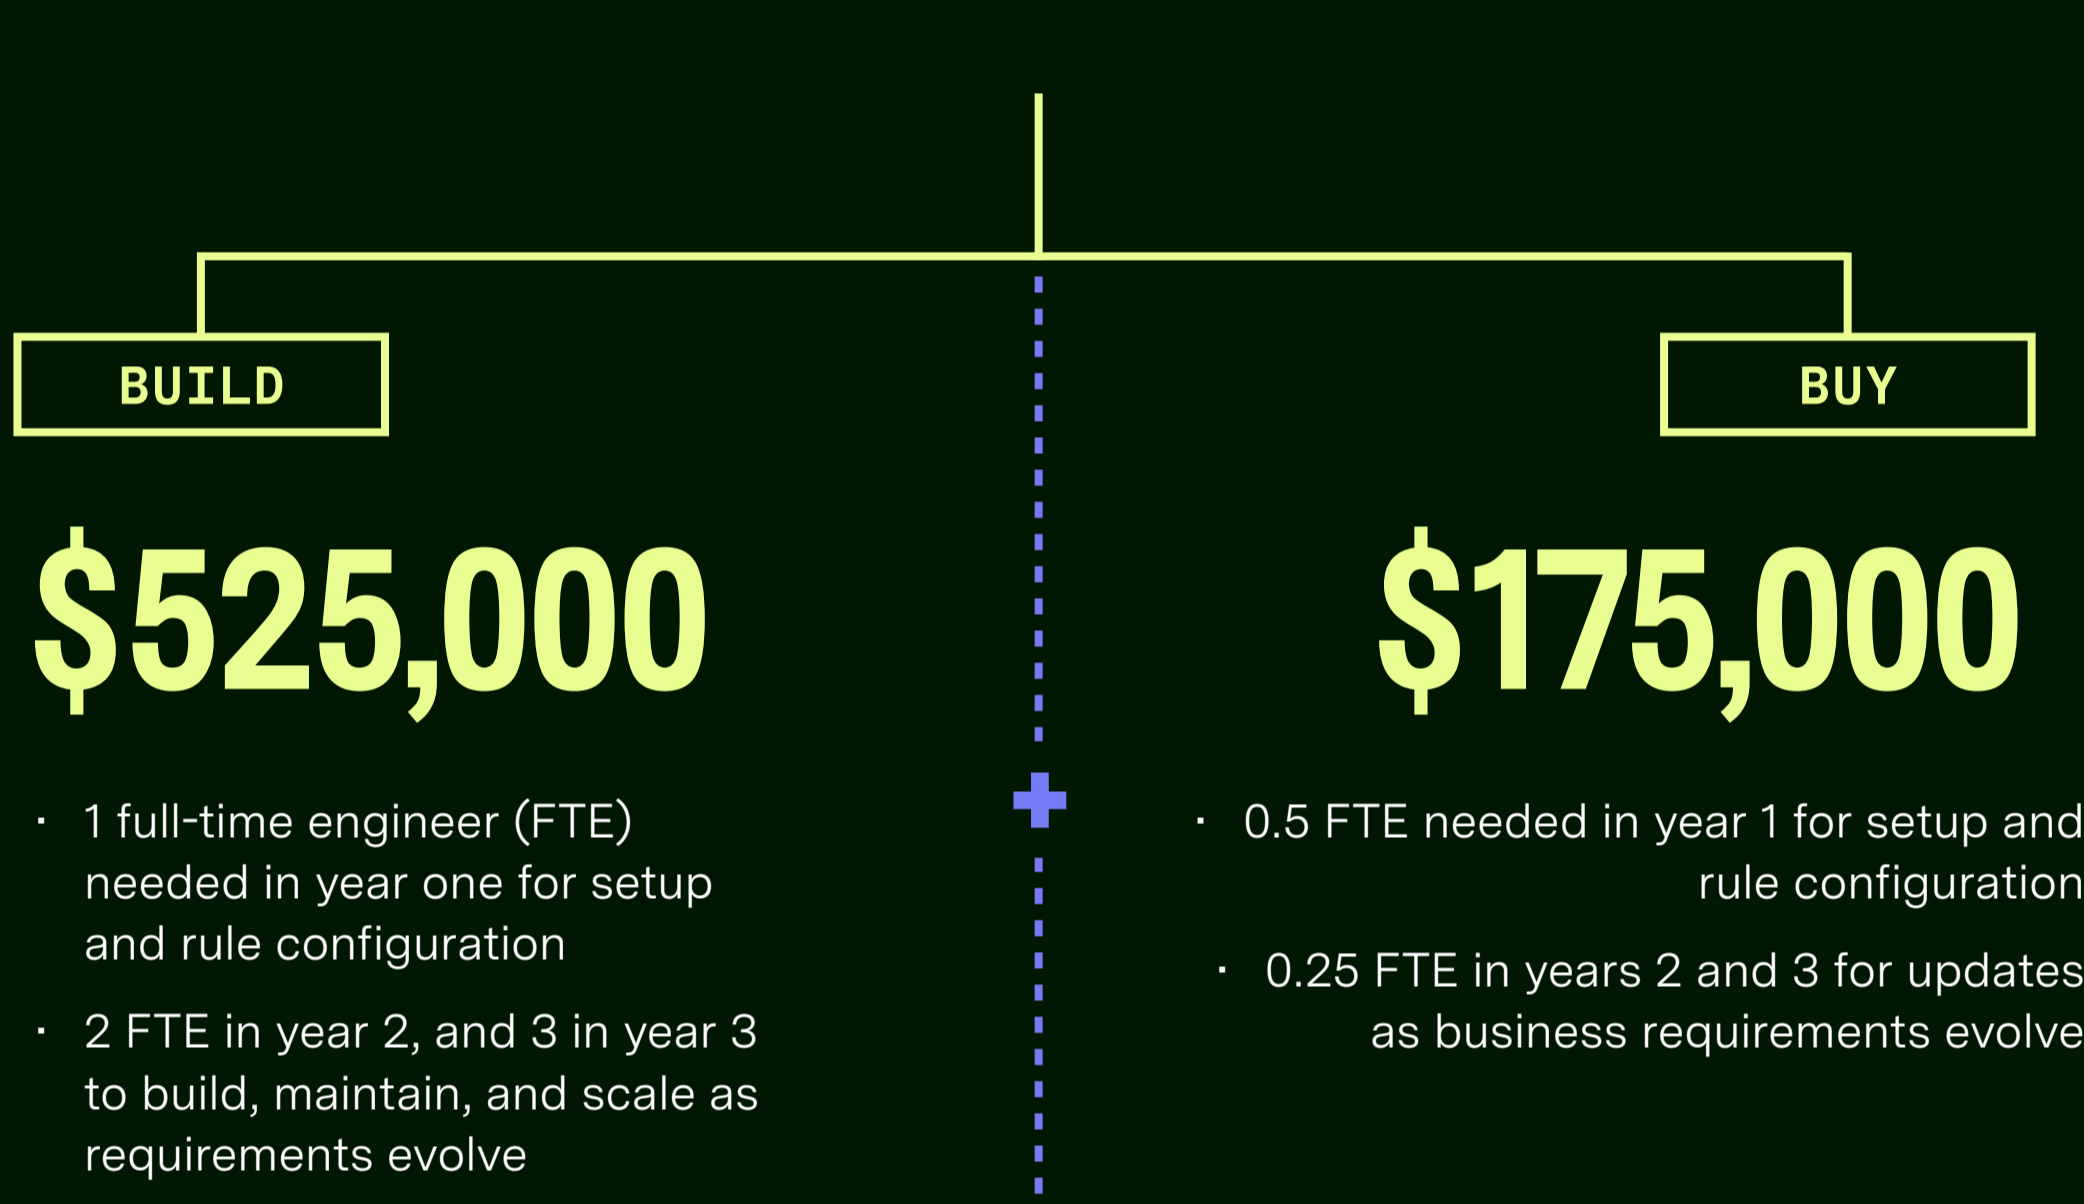 BUILD
$525,000
· 1 full-time engineer (FTE)
needed in year one for setup
and rule configuration
· 2 FTE in year 2, and 3 in year 3
to build, maintain, and scale as
requirements evolve
BUY
$175,000
· 0.5 FTE needed in year 1 for setup and
rule configuration
· 0.25 FTE in years 2 and 3 for updates
as business requirements evolve